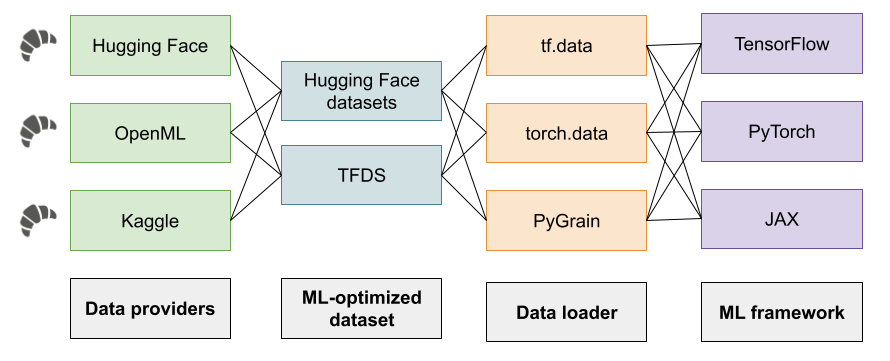 Hugging Face
OpenML
Kaggle
Data providers
Hugging Face
datasets
TFDS
ML-optimized
dataset
tf.data
torch.data
PyGrain
Data loader
TensorFlow
PyTorch
JAX
ML framework